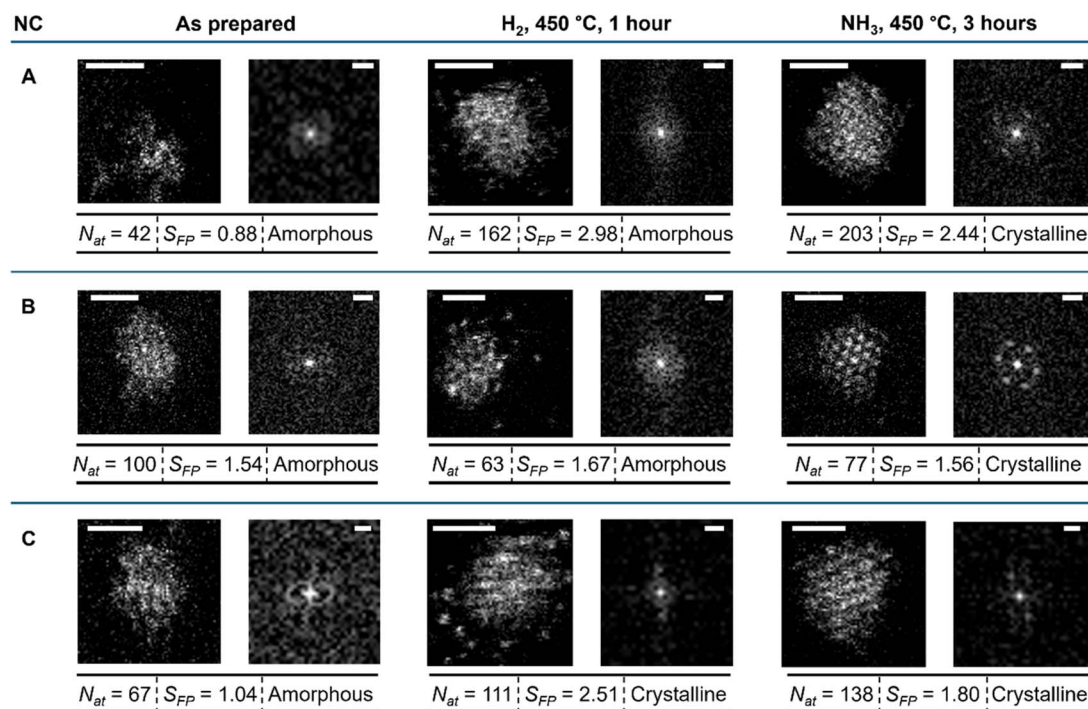 NC As prepared H₂, 450 °C, 1 hour NH₃, 450 °C, 3 hours
A
N_at = 42 S_FP = 0.88 Amorphous N_at = 162 S_FP = 2.98 Amorphous N_at = 203 S_FP = 2.44 Crystalline
B
N_at = 100 S_FP = 1.54 Amorphous N_at = 63 S_FP = 1.67 Amorphous N_at = 77 S_FP = 1.56 Crystalline
C
N_at = 67 S_FP = 1.04 Amorphous N_at = 111 S_FP = 2.51 Crystalline N_at = 138 S_FP = 1.80 Crystalline